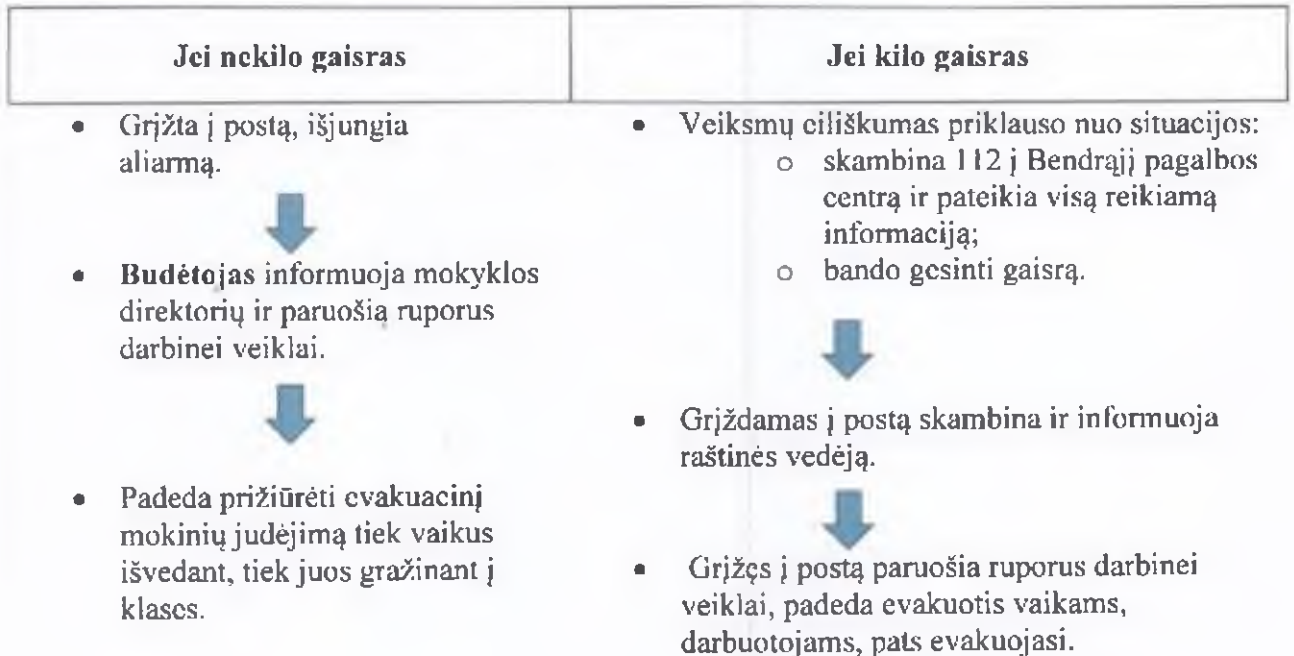 Jei nekilo gaisras
Grįžta į postą, išjungia
aliarmą.
Budėtojas informuoja mokyklos
direktorių ir paruošią ruporus
darbinei veiklai.
Padeda prižiūrėti evakuacinį
mokinių judėjimą tiek vaikus
išvedant, tiek juos gražinant į
klases.
Jei kilo gaisras
Veiksmų ciliškumas priklauso nuo situacijos:
skambina 112 į Bendrąjį pagalbos
centrą ir pateikia visą reikiamą
informaciją;
bando gesinti gaisrą.
Grįždamas į postą skambina ir informuoja
raštinės vedėją.
Grįžęs į postą paruošia ruporus darbinei
veiklai, padeda evakuotis vaikams,
darbuotojams, pats evakuojasi.